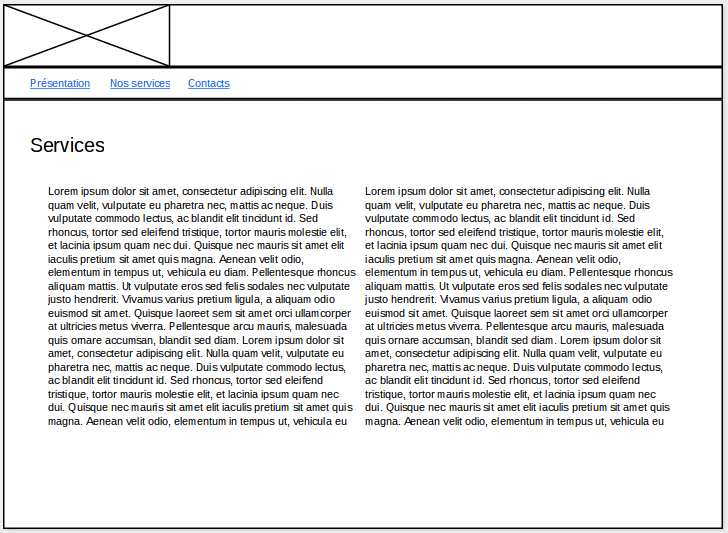 Présentation Nos services Contacts
Services
Lorem ipsum dolor sit amet, consectetur adipiscing elit. Nulla
quam velit, vulputate eu pharetra nec, mattis ac neque. Duis
vulputate commodo lectus, ac blandit elit tincidunt id. Sed
rhoncus, tortor sed eleifend tristique, tortor mauris molestie elit,
et lacinia ipsum quam nec dui. Quisque nec mauris sit amet elit
iaculis pretium sit amet quis magna. Aenean velit odio,
elementum in tempus ut, vehicula eu diam. Pellentesque rhoncus
aliquam mattis. Ut vulputate eros sed felis sodales nec vulputate
justo hendrerit. Vivamus varius pretium ligula, a aliquam odio
euismod sit amet. Quisque laoreet sem sit amet orci ullamcorper
at ultricies metus viverra. Pellentesque arcu mauris, malesuada
quis ornare accumsan, blandit sed diam. Lorem ipsum dolor sit
amet, consectetur adipiscing elit. Nulla quam velit, vulputate eu
pharetra nec, mattis ac neque. Duis vulputate commodo lectus,
ac blandit elit tincidunt id. Sed rhoncus, tortor sed eleifend
tristique, tortor mauris molestie elit, et lacinia ipsum quam nec
dui. Quisque nec mauris sit amet elit iaculis pretium sit amet quis
magna. Aenean velit odio, elementum in tempus ut, vehicula eu
Lorem ipsum dolor sit amet, consectetur adipiscing elit. Nulla
quam velit, vulputate eu pharetra nec, mattis ac neque. Duis
vulputate commodo lectus, ac blandit elit tincidunt id. Sed
rhoncus, tortor sed eleifend tristique, tortor mauris molestie elit,
et lacinia ipsum quam nec dui. Quisque nec mauris sit amet elit
iaculis pretium sit amet quis magna. Aenean velit odio,
elementum in tempus ut, vehicula eu diam. Pellentesque rhoncus
aliquam mattis. Ut vulputate eros sed felis sodales nec vulputate
justo hendrerit. Vivamus varius pretium ligula, a aliquam odio
euismod sit amet. Quisque laoreet sem sit amet orci ullamcorper
at ultricies metus viverra. Pellentesque arcu mauris, malesuada
quis ornare accumsan, blandit sed diam. Lorem ipsum dolor sit
amet, consectetur adipiscing elit. Nulla quam velit, vulputate eu
pharetra nec, mattis ac neque. Duis vulputate commodo lectus,
ac blandit elit tincidunt id. Sed rhoncus, tortor sed eleifend
tristique, tortor mauris molestie elit, et lacinia ipsum quam nec
dui. Quisque nec mauris sit amet elit iaculis pretium sit amet quis
magna. Aenean velit odio, elementum in tempus ut, vehicula eu